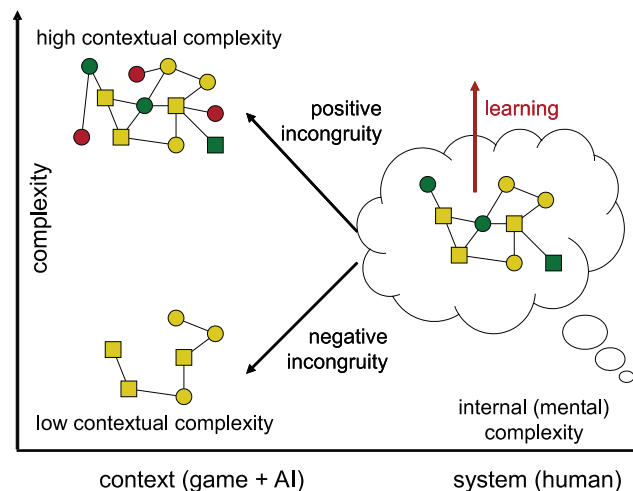 high contextual complexity
learning
positive
incongruity
complexity
negative
incongruity
low contextual complexity
internal (mental)
complexity
context (game + AI)
system (human)